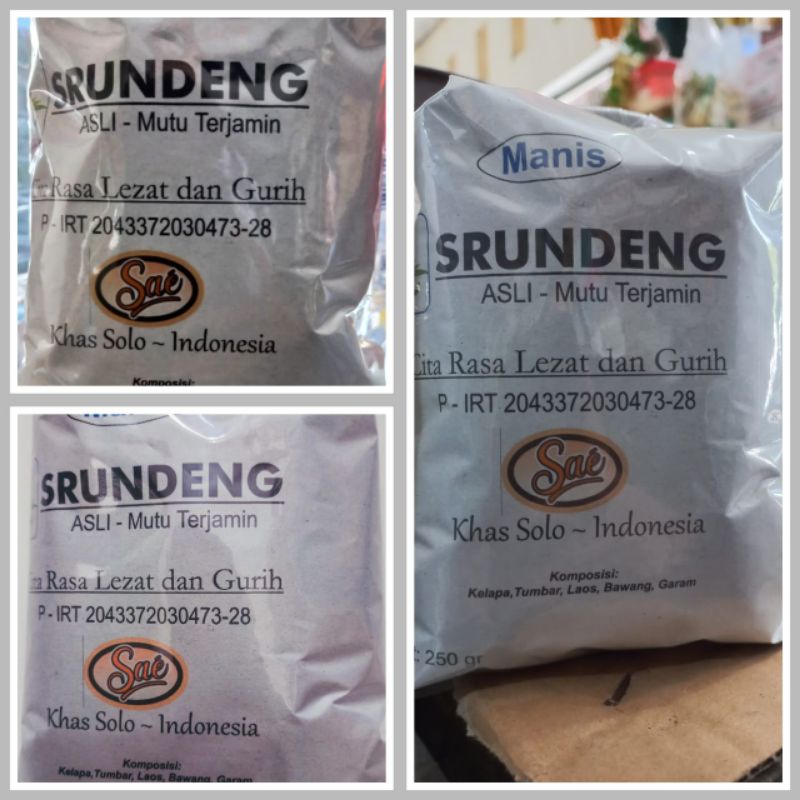 SRUNDENG
ASLI - Mutu Terjamin
Rasa Lezat dan Gurih
P - IRT 2043372030473-28
Saé
Khas Solo ~ Indonesia
Komposisi:
SRUNDENG
ASLI - Mutu Terjamin
Rasa Lezat dan Gurih
P - IRT 2043372030473-28
Saé
Khas Solo ~ Indonesia
Komposisi:
Kelapa,Tumbar, Laos, Bawang, Garam
Manis
SRUNDENG
ASLI - Mutu Terjamin
Cita Rasa Lezat dan Gurih
P - IRT 2043372030473-28
Saé
Khas Solo ~ Indonesia
Komposisi:
Kelapa,Tumbar, Laos, Bawang, Garam
: 250 gr